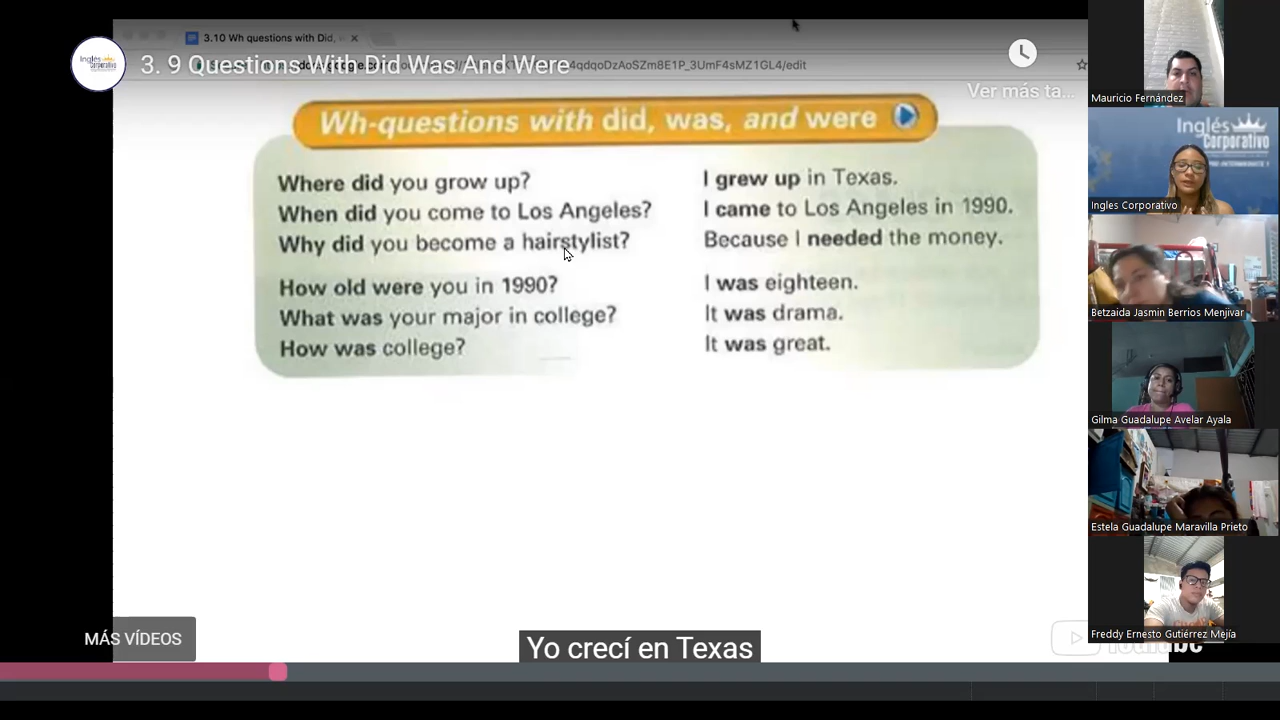 3.10 Wh questions with Did,
3. 9 Questions With Did Was And Were
4qdqoDzAoSZm8E1P_3UmF4sMZ1GL4/edit
Ver más ta...
Inglés
Corporativo
Wh-questions with did, was, and were
Where did you grow up?
I grew up in Texas.
When did you come to Los Angeles?
I came to Los Angeles in 1990.
Why did you become a hairstylist?
Because I needed the money.
How old were you in 1990?
I was eighteen.
What was your major in college?
It was drama.
How was college?
It was great.
MÁS VÍDEOS
Yo crecí en Texas
YouTube
Mauricio Fernández
Inglés
Corporativo
Ingles Corporativo
Betzaida Jasmin Berrios Menjivar
Gilma Guadalupe Avelar Ayala
Estela Guadalupe Maravilla Prieto
Freddy Ernesto Gutiérrez Mejía